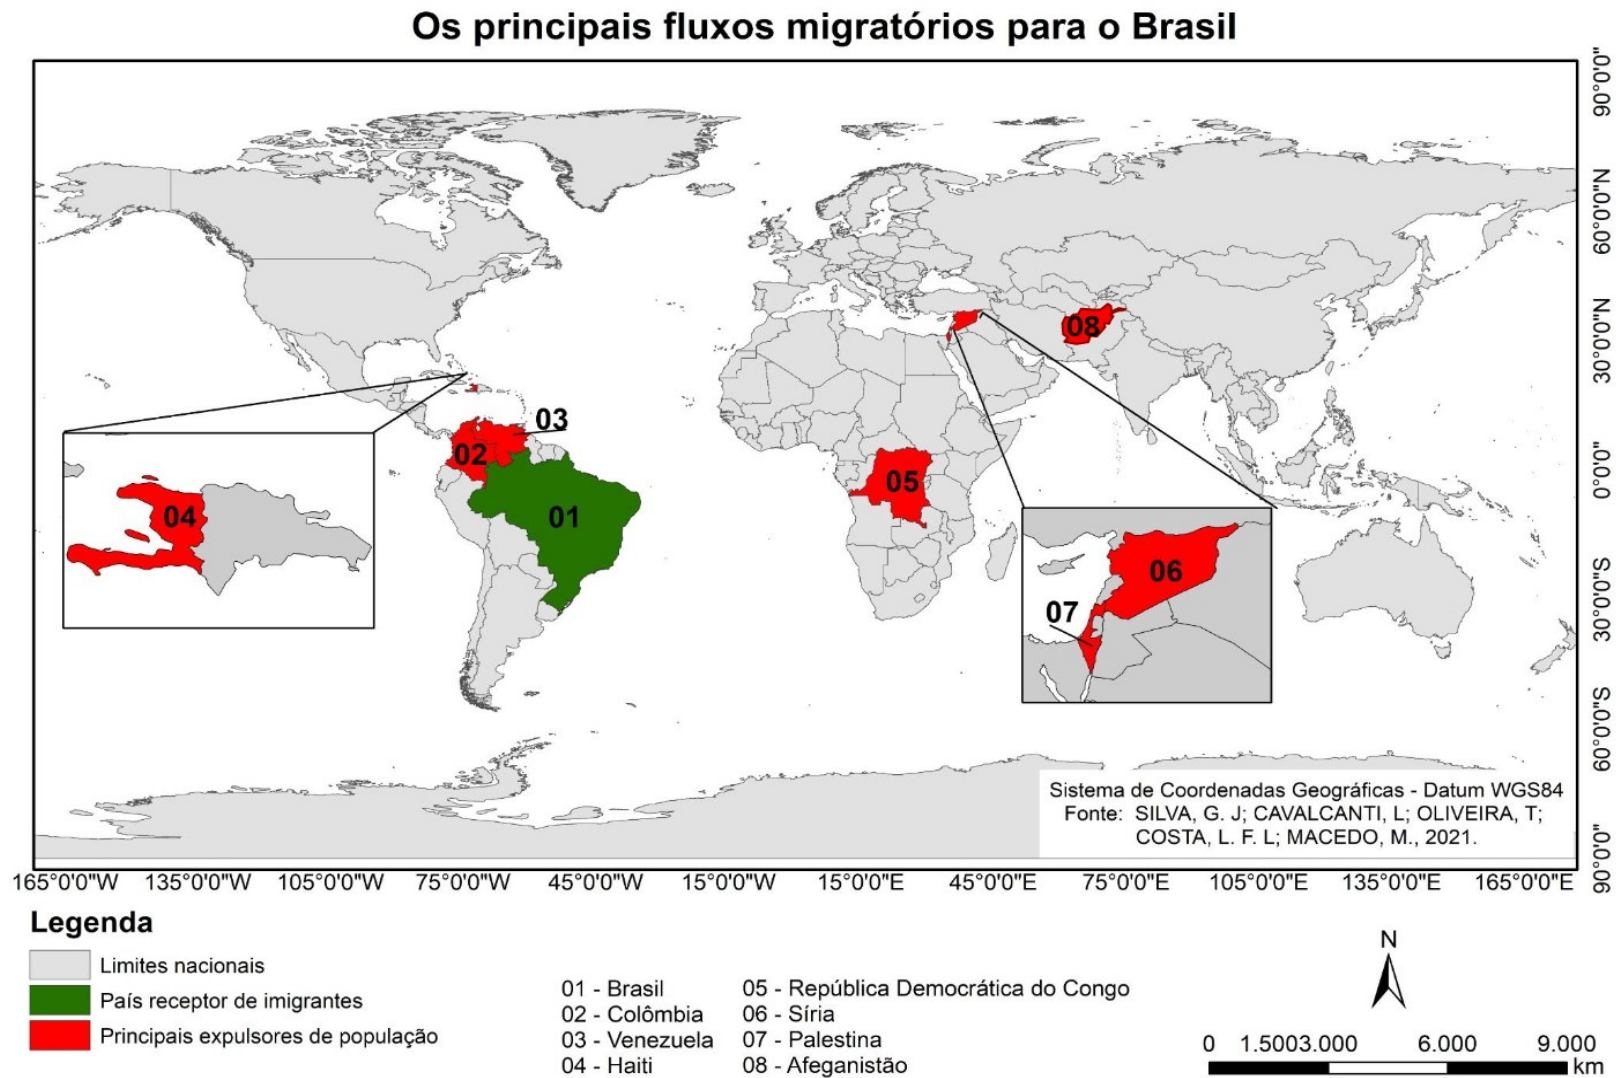 Os principais fluxos migratórios para o Brasil
90°0'0"
60°0'0"N
30°0'0"N
0°0'0"
30°0'0"S
60°0'0"S
90°0'0"
08
03
02
05
01
04
06
07
Sistema de Coordenadas Geográficas - Datum WGS84
Fonte: SILVA, G. J; CAVALCANTI, L; OLIVEIRA, T;
COSTA, L. F. L; MACEDO, M., 2021.
165°0'0"W 135°0'0"W 105°0'0"W 75°0'0"W 45°0'0"W 15°0'0"W 15°0'0"E 45°0'0"E 75°0'0"E 105°0'0"E 135°0'0"E 165°0'0"E
Legenda
Limites nacionais
País receptor de imigrantes
Principais expulsores de população
01 - Brasil
02 - Colômbia
03 - Venezuela
04 - Haiti
05 - República Democrática do Congo
06 - Síria
07 - Palestina
08 - Afeganistão
N
0 1.500 3.000 6.000 9.000
km